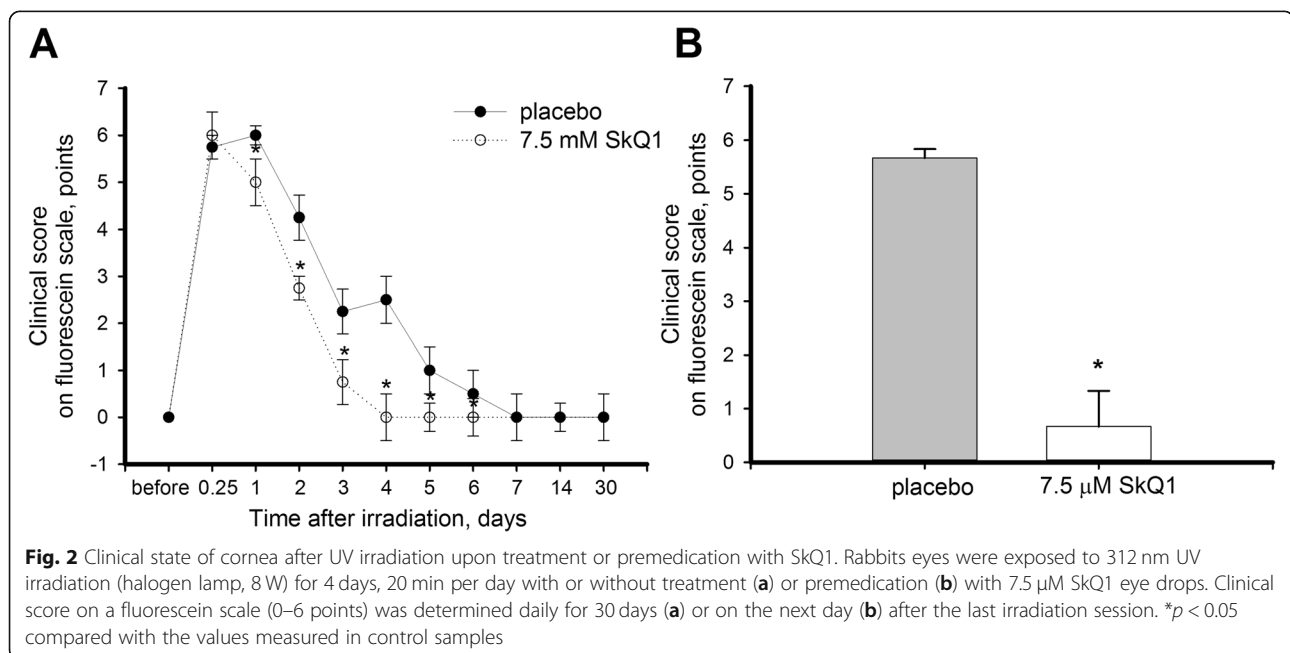 A
B
7
6
5
4
3
2
1
0
-1
Clinical score
on fluorescein scale, points
placebo
7.5 mM SkQ1
*
*
*
*
*
*
before 0.25 1 2 3 4 5 6 7 14 30
Time after irradiation, days
7
6
5
4
3
2
1
0
Clinical score
on fluorescein scale, points
*
placebo
7.5 μM SkQ1
Fig. 2 Clinical state of cornea after UV irradiation upon treatment or premedication with SkQ1. Rabbits eyes were exposed to 312 nm UV
irradiation (halogen lamp, 8 W) for 4 days, 20 min per day with or without treatment (a) or premedication (b) with 7.5 μM SkQ1 eye drops. Clinical
score on a fluorescein scale (0–6 points) was determined daily for 30 days (a) or on the next day (b) after the last irradiation session. *p < 0.05
compared with the values measured in control samples